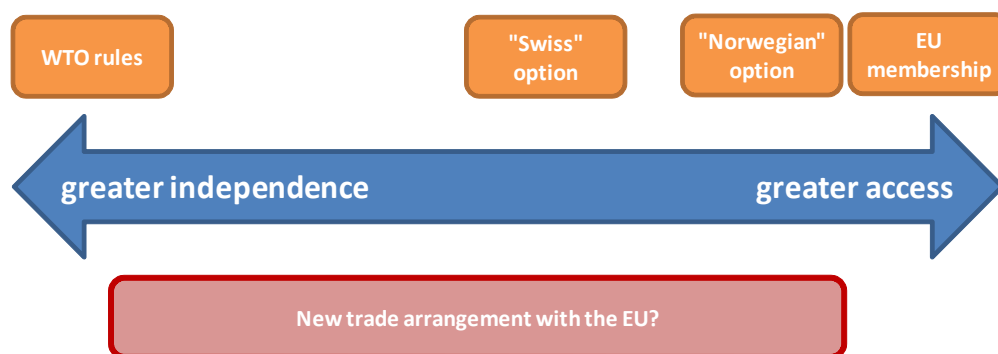 WTO rules
"Swiss"
option
"Norwegian"
option
EU
membership
greater independence
greater access
New trade arrangement with the EU?